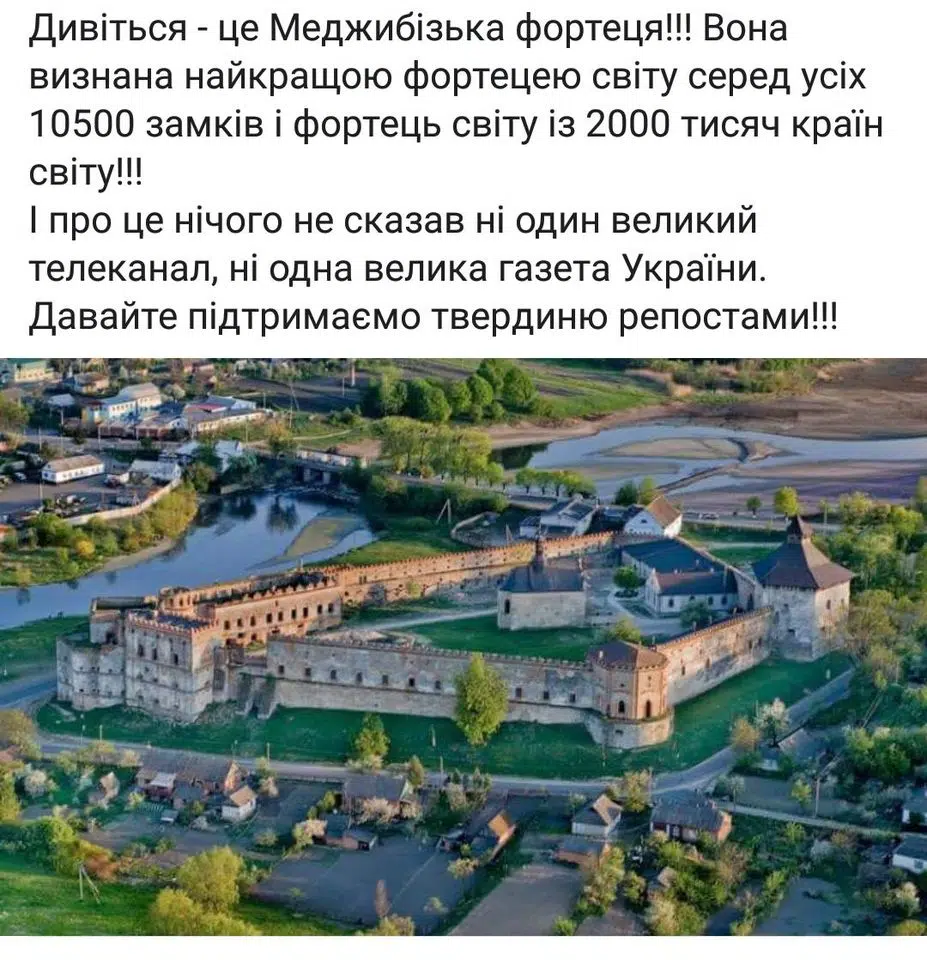 Дивіться - це Меджибізька фортеця!!! Вона
визнана найкращою фортецею світу серед усіх
10500 замків і фортець світу із 2000 тисяч країн
світу!!!
І про це нічого не сказав ні один великий
телеканал, ні одна велика газета України.
Давайте підтримаємо твердиню репостами!!!